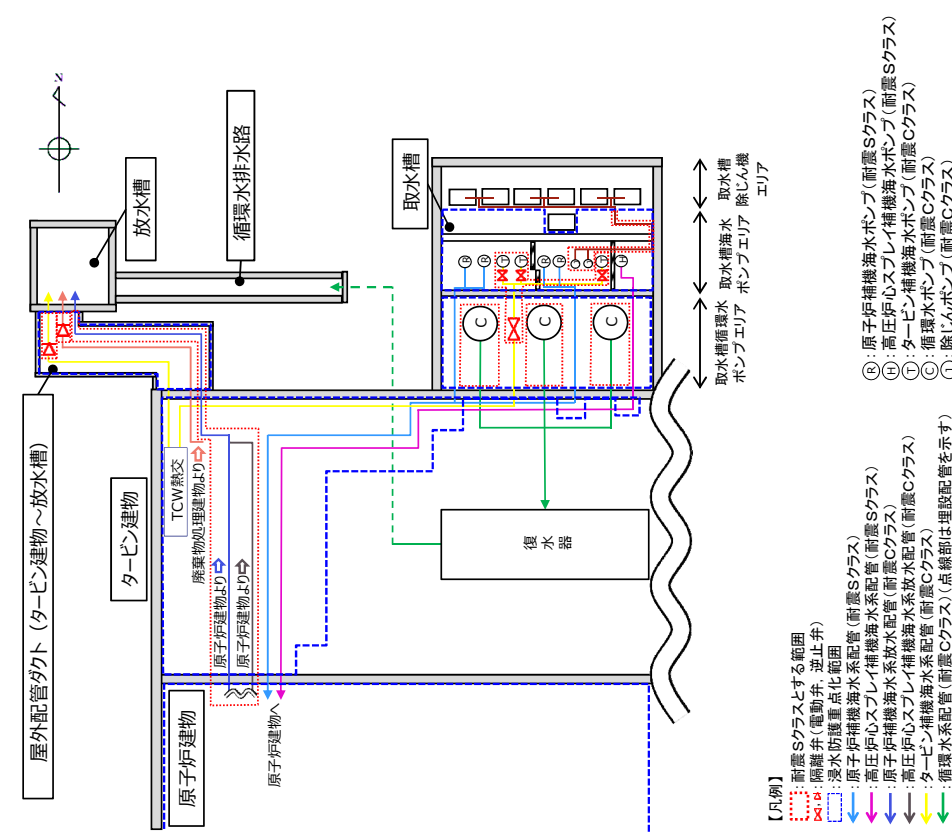 N
放水槽
循環水排水路
取水槽
取水槽
除じん機
エリア
取水槽海水
ポンプエリア
取水槽循環水
ポンプエリア
屋外配管ダクト（タービン建物～放水槽）
タービン建物
原子炉建物
TCW熱交
廃棄物処理建物より
原子炉建物より
原子炉建物より
原子炉建物へ
復水器
R
R
T
T
R
R
T
H
C
C
C
【凡例】
：耐震Sクラスとする範囲
：隔離弁（電動弁，逆止弁）
：浸水防護重点化範囲
：原子炉補機海水系配管（耐震Sクラス）
：高圧炉心スプレイ補機海水系配管（耐震Sクラス）
：原子炉補機海水系放水配管（耐震Cクラス）
：高圧炉心スプレイ補機海水系放水配管（耐震Cクラス）
：タービン補機海水系配管（耐震Cクラス）
：循環水系配管（耐震Cクラス）（点線部は埋設配管を示す）
Ⓡ：原子炉補機海水ポンプ（耐震Sクラス）
Ⓗ：高圧炉心スプレイ補機海水ポンプ（耐震Sクラス）
Ⓣ：タービン補機海水ポンプ（耐震Cクラス）
Ⓒ：循環水ポンプ（耐震Cクラス）
：除じんポンプ（耐震Cクラス）